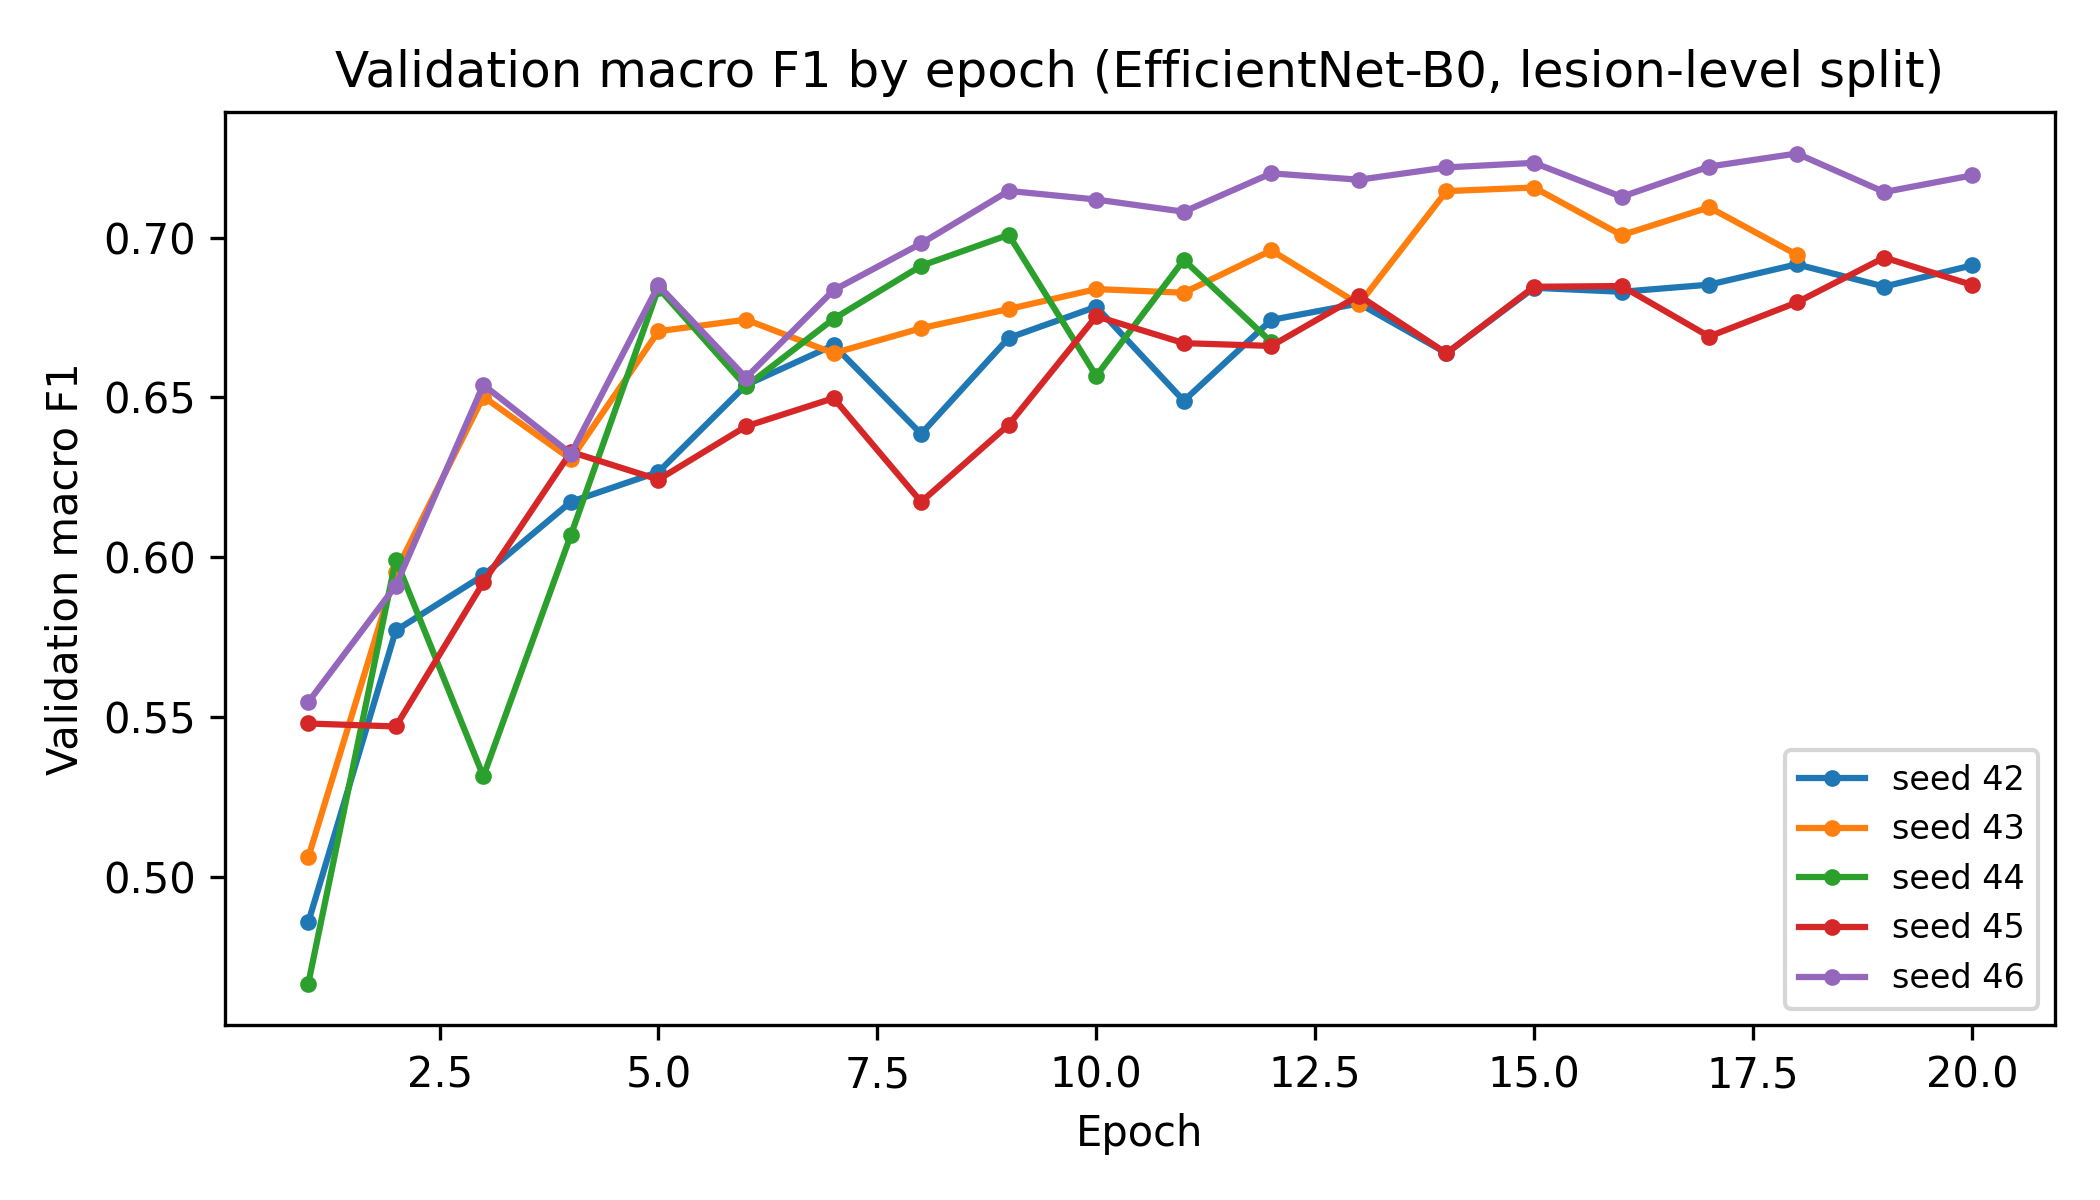 Validation macro F1 by epoch (EfficientNet-B0, lesion-level split)
Validation macro F1
0.70
0.65
0.60
0.55
0.50
2.5 5.0 7.5 10.0 12.5 15.0 17.5 20.0
Epoch
seed 42
seed 43
seed 44
seed 45
seed 46